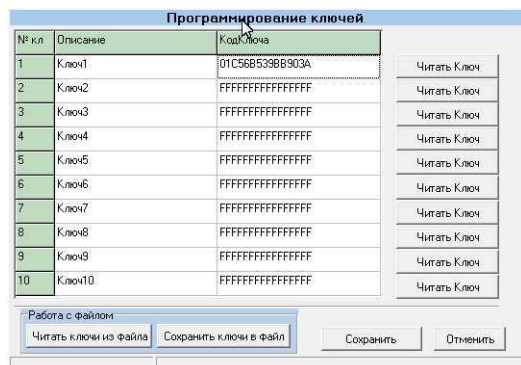 Программирование ключей
№ кл Описание КодКлюча
1 Ключ1 01C56B539BB903A Читать Ключ
2 Ключ2 FFFFFFFFFFFFFFFF Читать Ключ
3 Ключ3 FFFFFFFFFFFFFFFF Читать Ключ
4 Ключ4 FFFFFFFFFFFFFFFF Читать Ключ
5 Ключ5 FFFFFFFFFFFFFFFF Читать Ключ
6 Ключ6 FFFFFFFFFFFFFFFF Читать Ключ
7 Ключ7 FFFFFFFFFFFFFFFF Читать Ключ
8 Ключ8 FFFFFFFFFFFFFFFF Читать Ключ
9 Ключ9 FFFFFFFFFFFFFFFF Читать Ключ
10 Ключ10 FFFFFFFFFFFFFFFF Читать Ключ
Работа с файлом
Читать ключи из файла Сохранить ключи в файл Сохранить Отменить